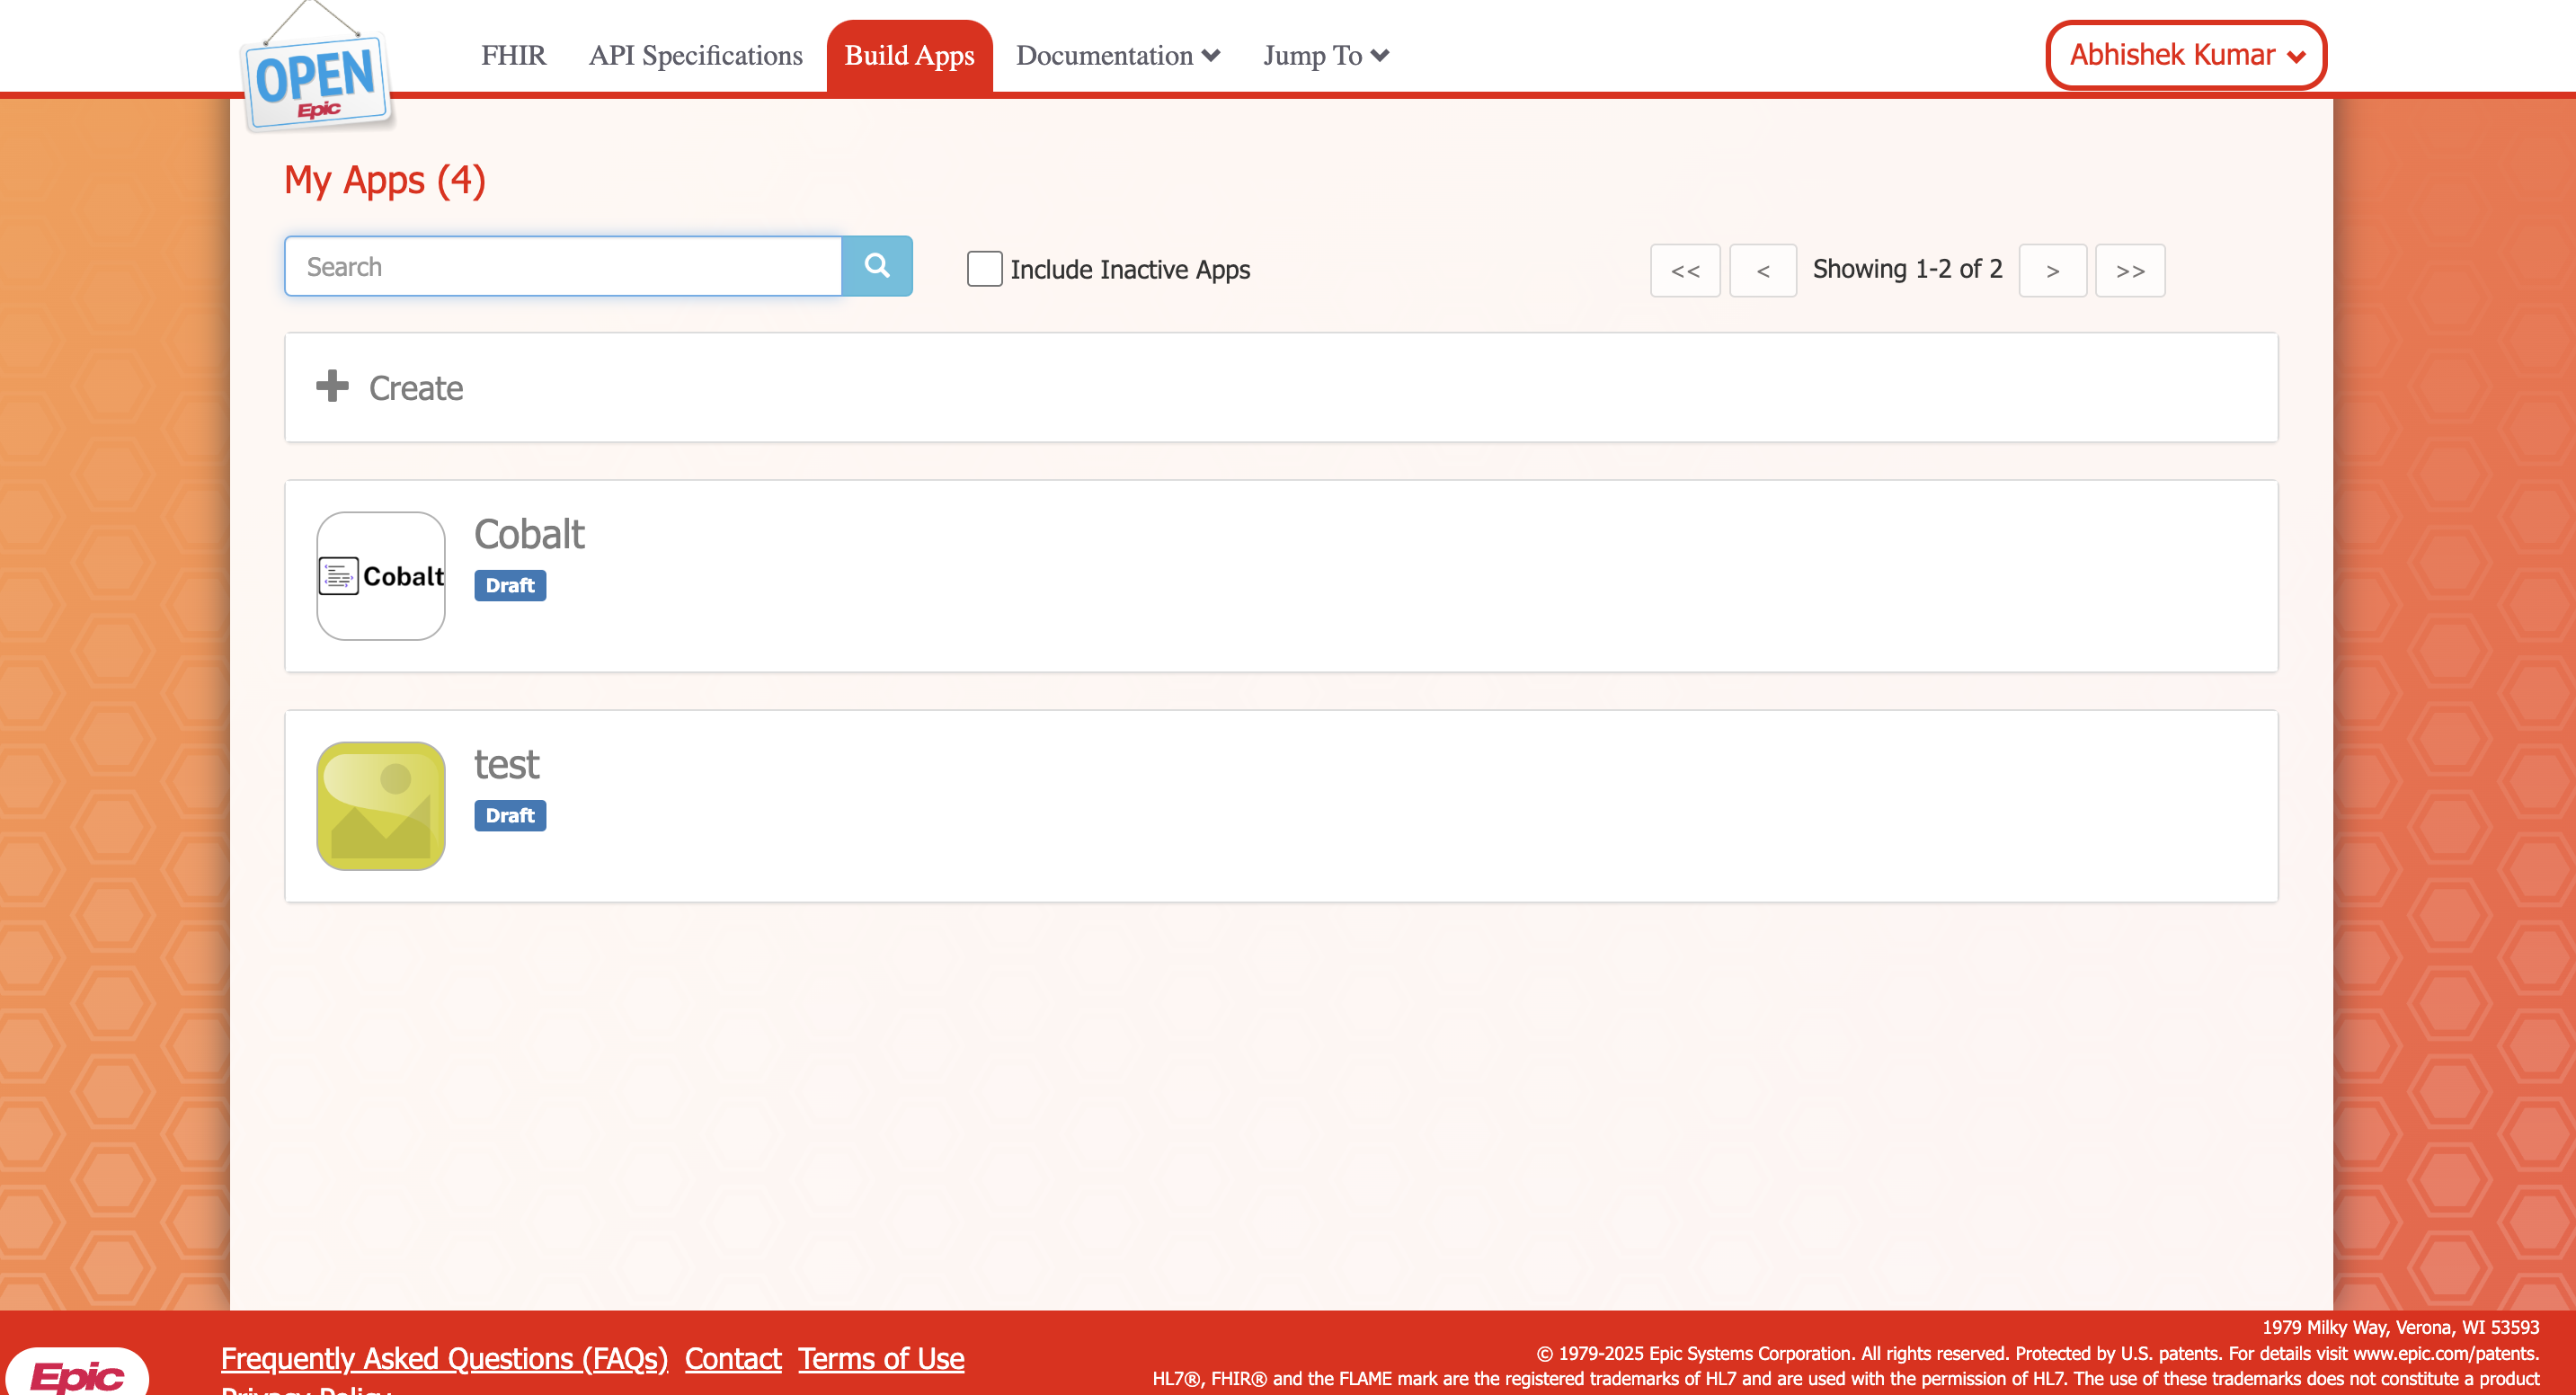 OPEN
Epic
FHIR API Specifications Build Apps Documentation Jump To
Abhishek Kumar
My Apps (4)
Search
Include Inactive Apps
<< < Showing 1-2 of 2 > >>
Create
Cobalt
Cobalt
Draft
test
Draft
1979 Milky Way, Verona, WI 53593
Epic
Frequently Asked Questions (FAQs) Contact Terms of Use
Privacy Policy
© 1979-2025 Epic Systems Corporation. All rights reserved. Protected by U.S. patents. For details visit www.epic.com/patents.
HL7®, FHIR® and the FLAME mark are the registered trademarks of HL7 and are used with the permission of HL7. The use of these trademarks does not constitute a product